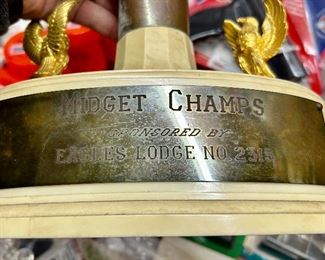 MIDGET CHAMPS
SPONSORED BY
EAGLES LODGE NO. 2315